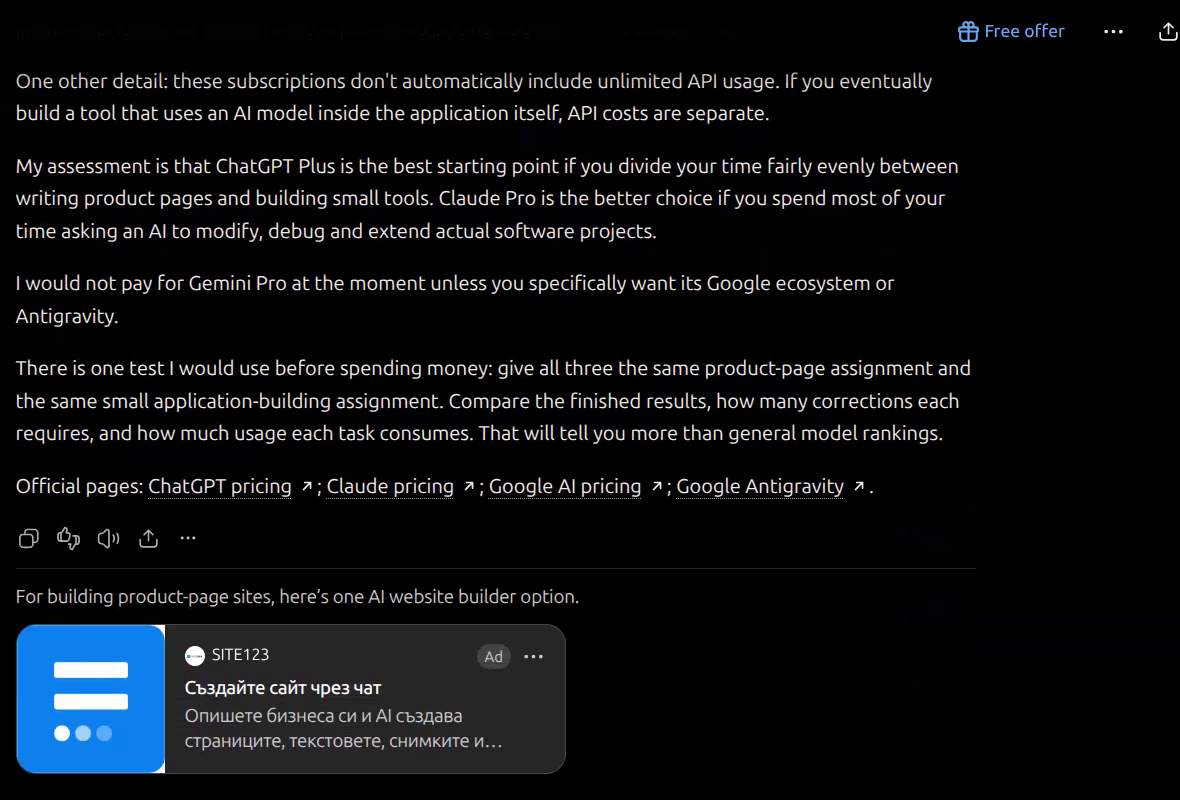 Free offer
One other detail: these subscriptions don't automatically include unlimited API usage. If you eventually
build a tool that uses an AI model inside the application itself, API costs are separate.
My assessment is that ChatGPT Plus is the best starting point if you divide your time fairly evenly between
writing product pages and building small tools. Claude Pro is the better choice if you spend most of your
time asking an AI to modify, debug and extend actual software projects.
I would not pay for Gemini Pro at the moment unless you specifically want its Google ecosystem or
Antigravity.
There is one test I would use before spending money: give all three the same product-page assignment and
the same small application-building assignment. Compare the finished results, how many corrections each
requires, and how much usage each task consumes. That will tell you more than general model rankings.
Official pages: ChatGPT pricing ↗ ; Claude pricing ↗ ; Google AI pricing ↗ ; Google Antigravity ↗ .
For building product-page sites, here’s one AI website builder option.
SITE123
Ad
Създайте сайт чрез чат
Опишете бизнеса си и AI създава
страниците, текстовете, снимките и…